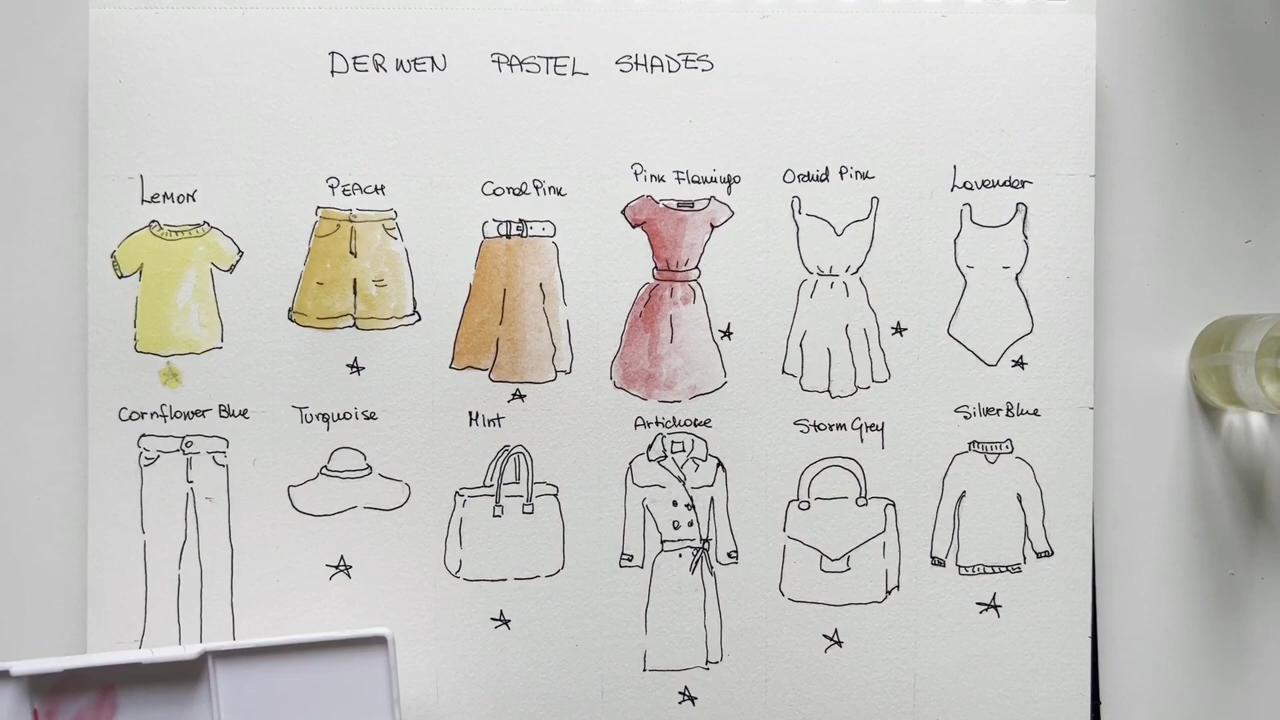 DERWEN PASTEL SHADES
LEMON
PEACH
Coral Pink
Pink Flamingo
Orchid Pink
Lavender
Cornflower Blue
Turquoise
Mint
Artichoke
Storm Grey
Silver Blue